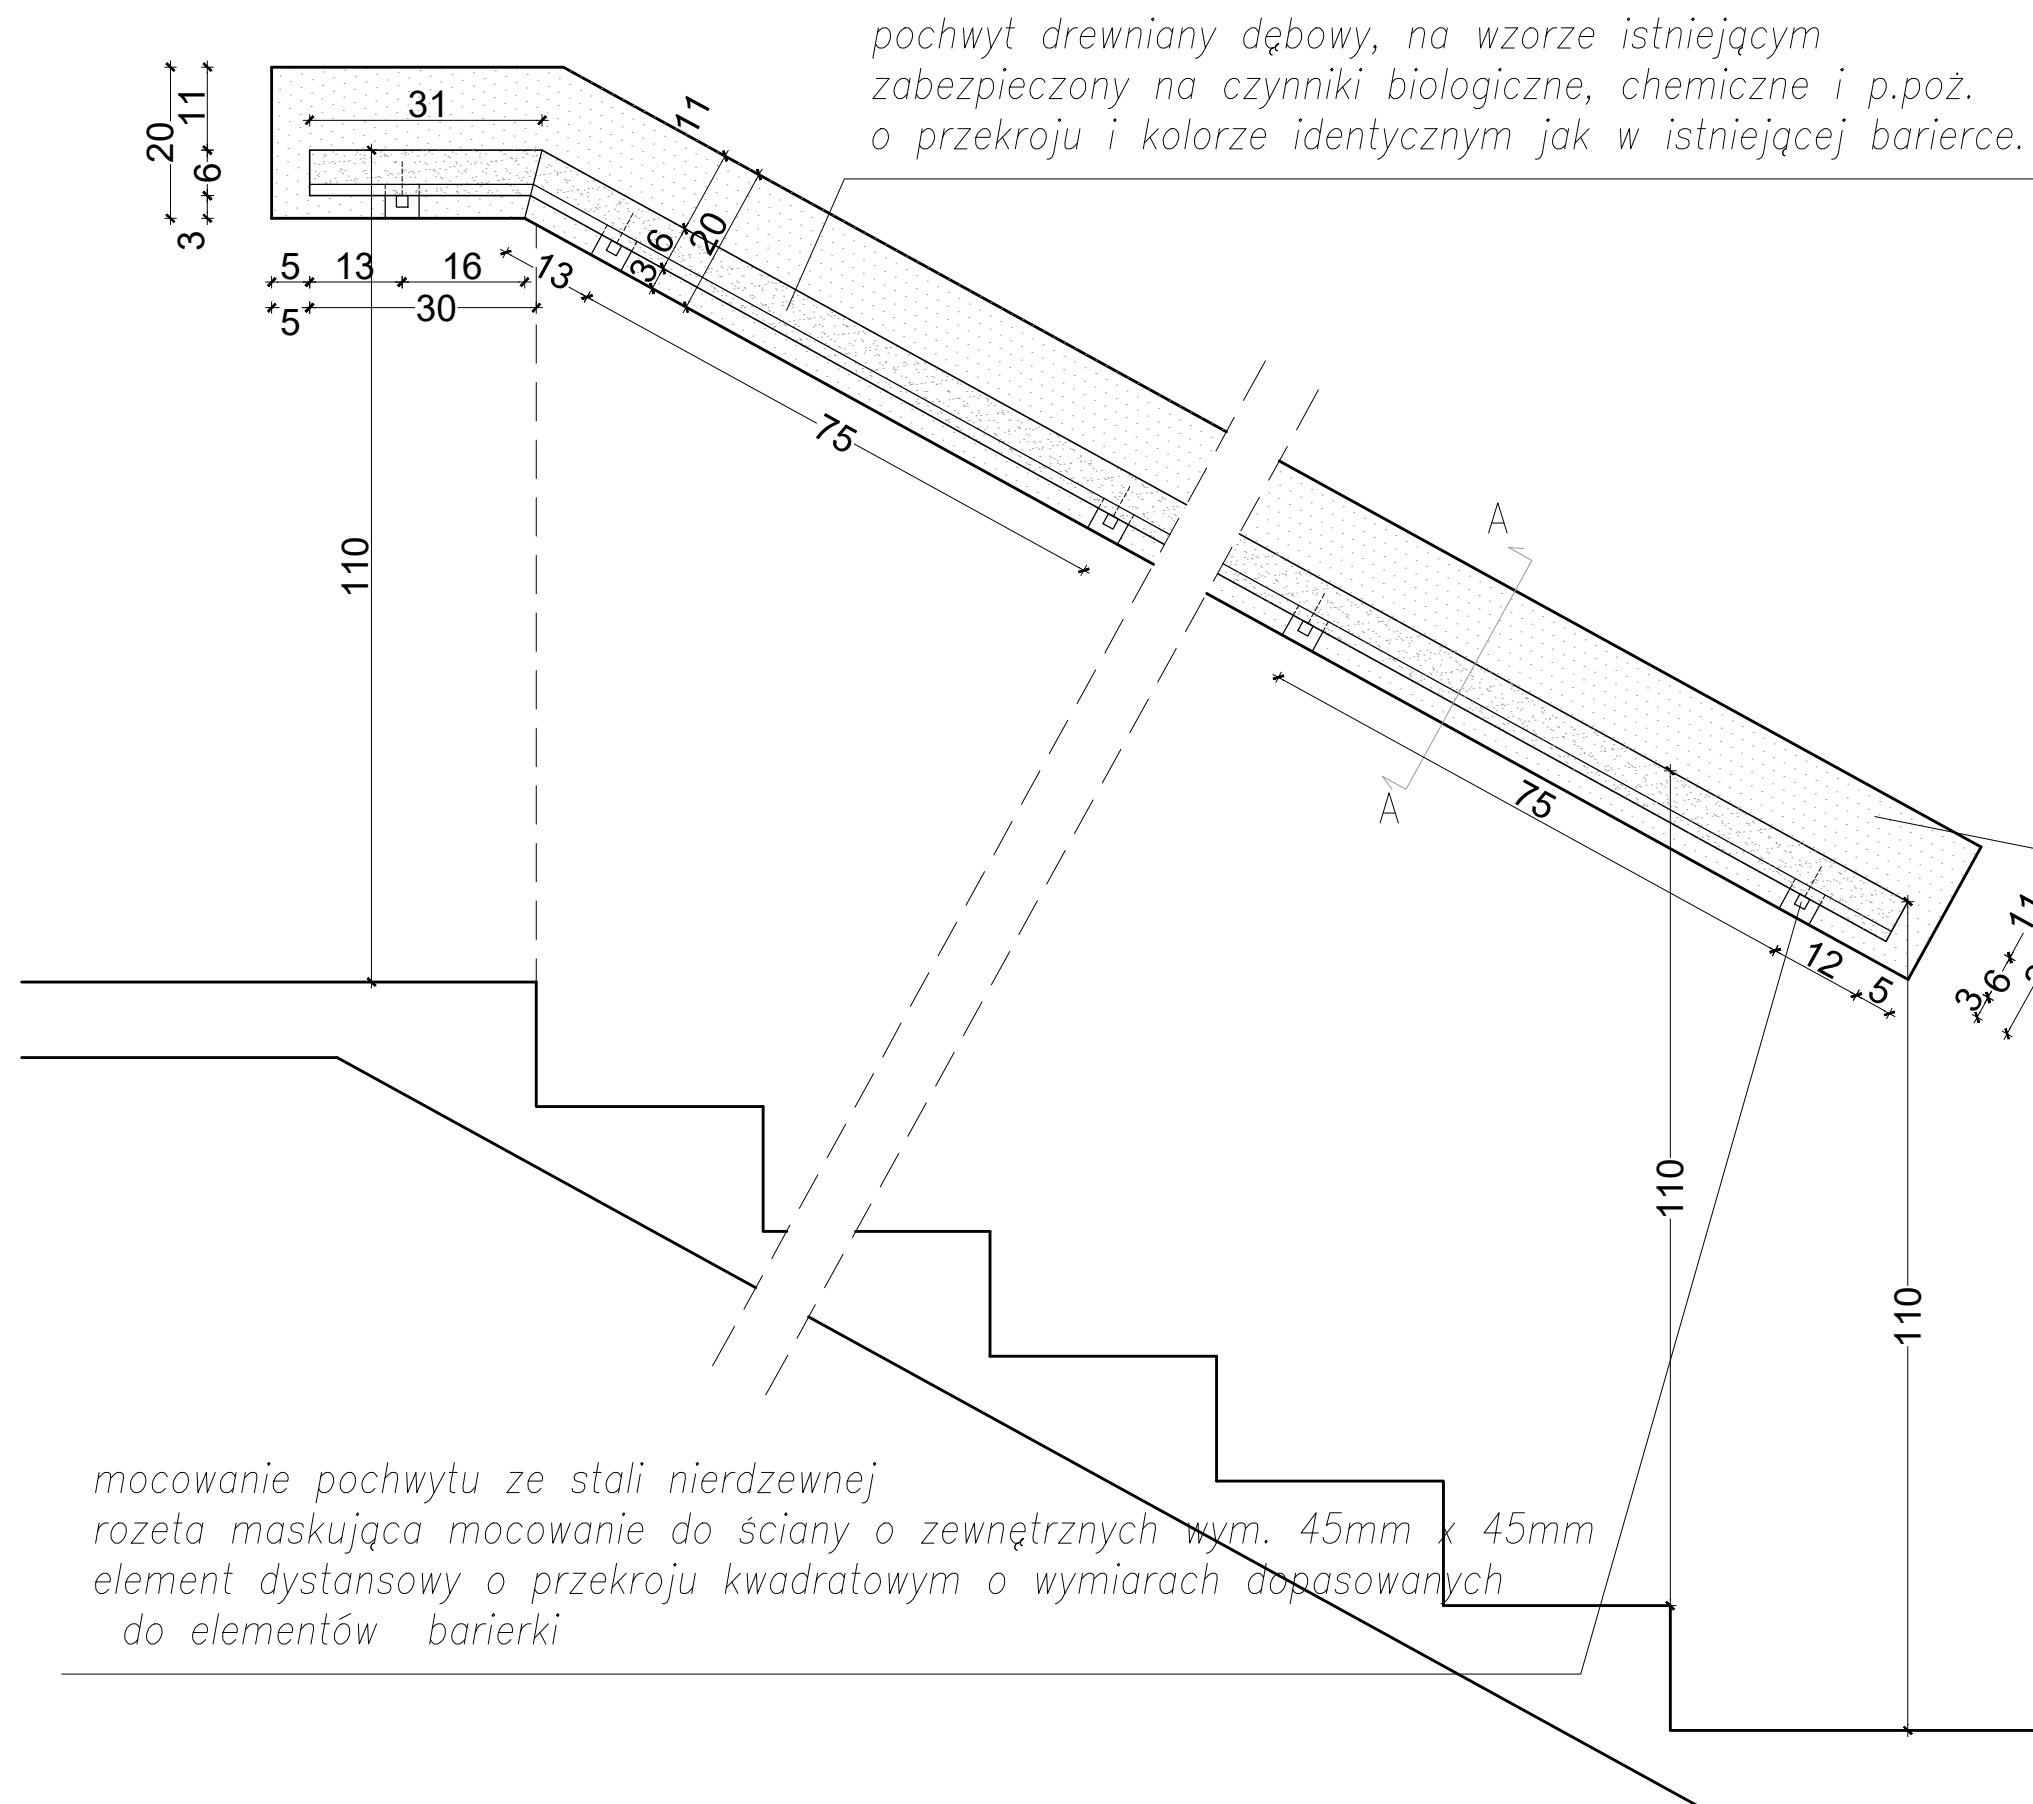 pochwyt drewniany dębowy, na wzorze istniejącym
zabezpieczony na czynniki biologiczne, chemiczne i p.poż.
o przekroju i kolorze identycznym jak w istniejącej barierce.
20
11
6
3
31
5
13
16
5
30
11
6
3
20
13
75
110
A
A
75
12
5
11
6
3
110
110
mocowanie pochwytu ze stali nierdzewnej
rozeta maskująca mocowanie do ściany o zewnętrznych wym. 45mm x 45mm
element dystansowy o przekroju kwadratowym o wymiarach dopasowanych
do elementów barierki